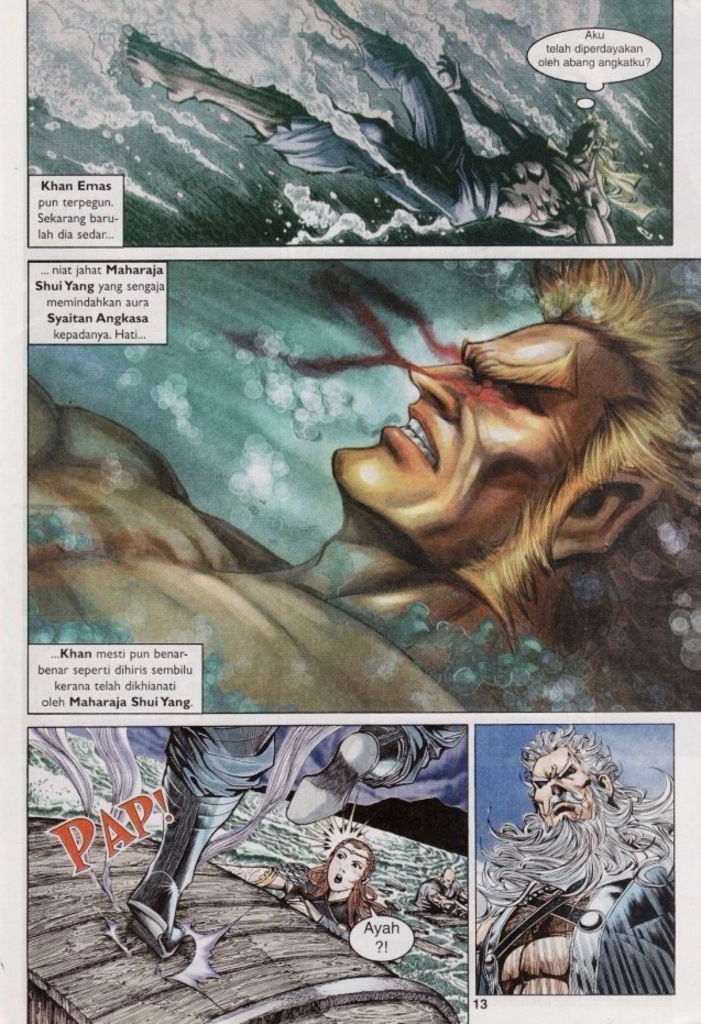 Aku
telah diperdayakan
oleh abang angkatku?
Khan Emas
pun terpegun.
Sekarang baru-
lah dia sedar...
... niat jahat Maharaja
Shui Yang yang sengaja
memindahkan aura
Syaitan Angkasa
kepadanya. Hati...
...Khan mesti pun benar-
benar seperti dihiris sembilu
kerana telah dikhianati
oleh Maharaja Shui Yang.
PAP!
Ayah
?!
13